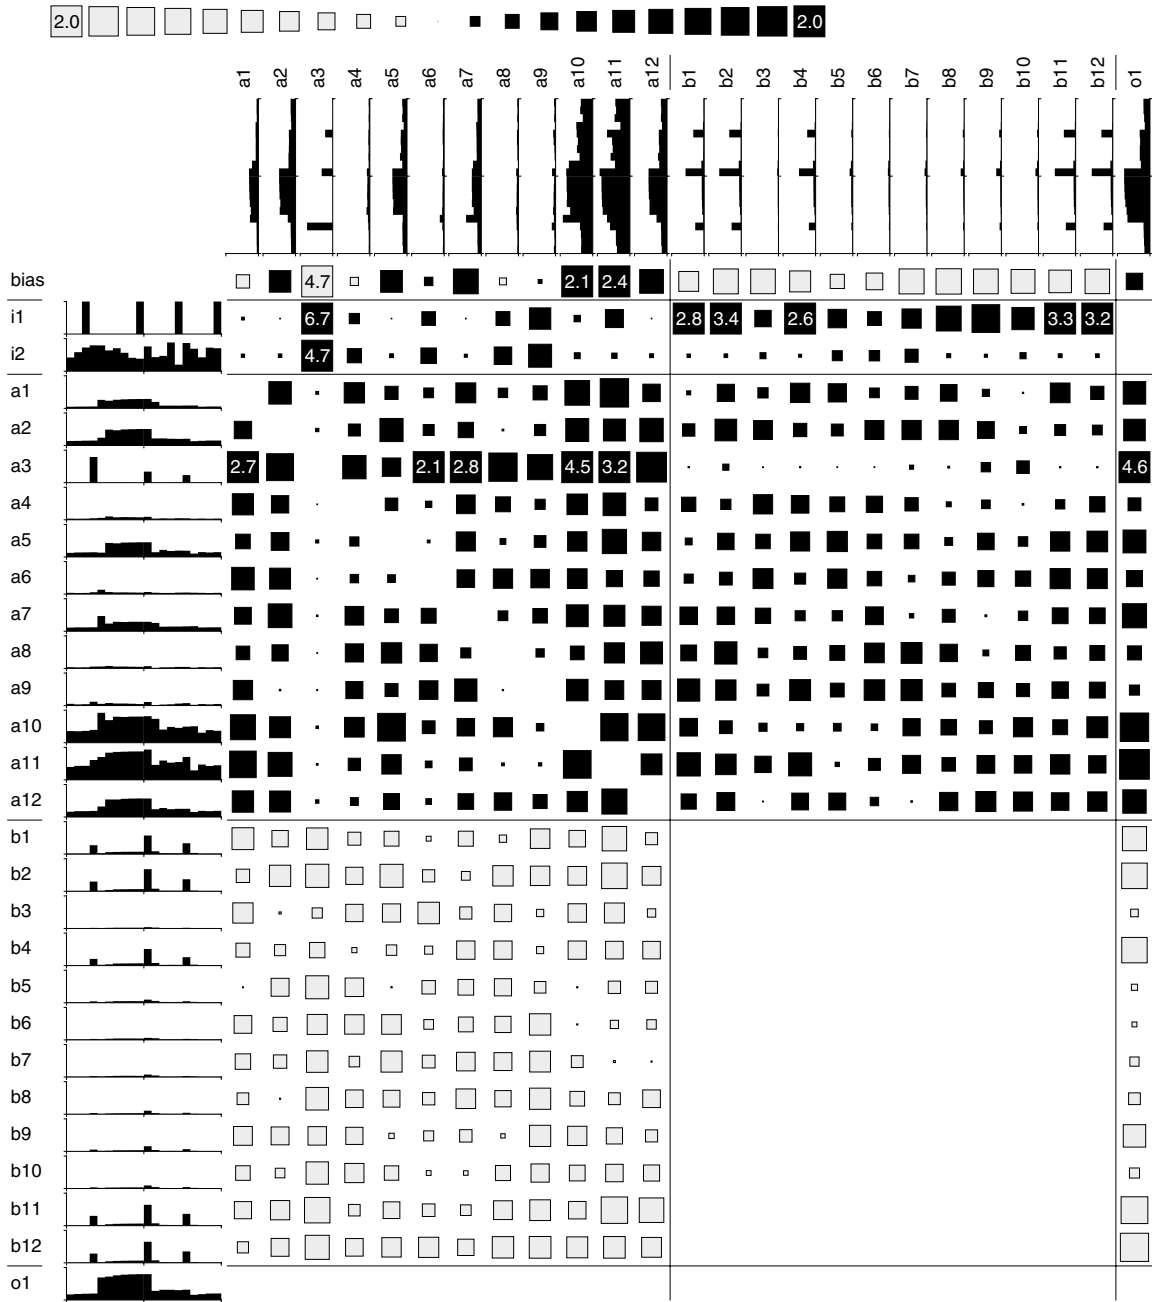 2.0 2.0
a1 a2 a3 a4 a5 a6 a7 a8 a9 a10 a11 a12 b1 b2 b3 b4 b5 b6 b7 b8 b9 b10 b11 b12 o1
bias 4.7 2.1 2.4
i1 6.7 2.8 3.4 2.6 3.3 3.2
i2 4.7
a1
a2
a3 2.7 2.1 2.8 4.5 3.2 4.6
a4
a5
a6
a7
a8
a9
a10
a11
a12
b1
b2
b3
b4
b5
b6
b7
b8
b9
b10
b11
b12
o1